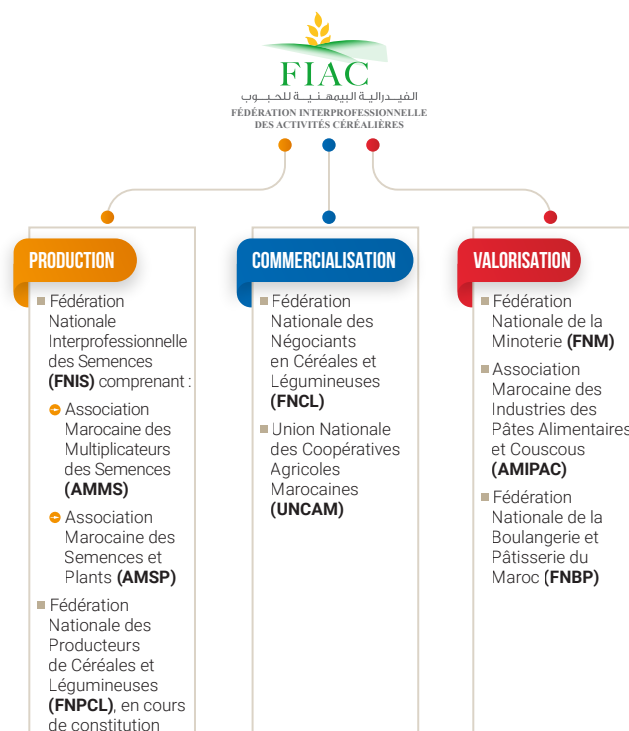 FIAC
الفيدرالية البيمهنية للحبوب
FÉDÉRATION INTERPROFESSIONNELLE
DES ACTIVITÉS CÉRÉALIÈRES
PRODUCTION
Fédération
Nationale
Interprofessionnelle
des Semences
(FNIS) comprenant :
Association
Marocaine des
Multiplicateurs
des Semences
(AMMS)
Association
Marocaine des
Semences et
Plants (AMSP)
Fédération
Nationale des
Producteurs
de Céréales et
Légumineuses
(FNPCL), en cours
de constitution
COMMERCIALISATION
Fédération
Nationale des
Négociants
en Céréales et
Légumineuses
(FNCL)
Union Nationale
des Coopératives
Agricoles
Marocaines
(UNCAM)
VALORISATION
Fédération
Nationale de la
Minoterie (FNM)
Association
Marocaine des
Industries des
Pâtes Alimentaires
et Couscous
(AMIPAC)
Fédération
Nationale de la
Boulangerie et
Pâtisserie du
Maroc (FNBP)